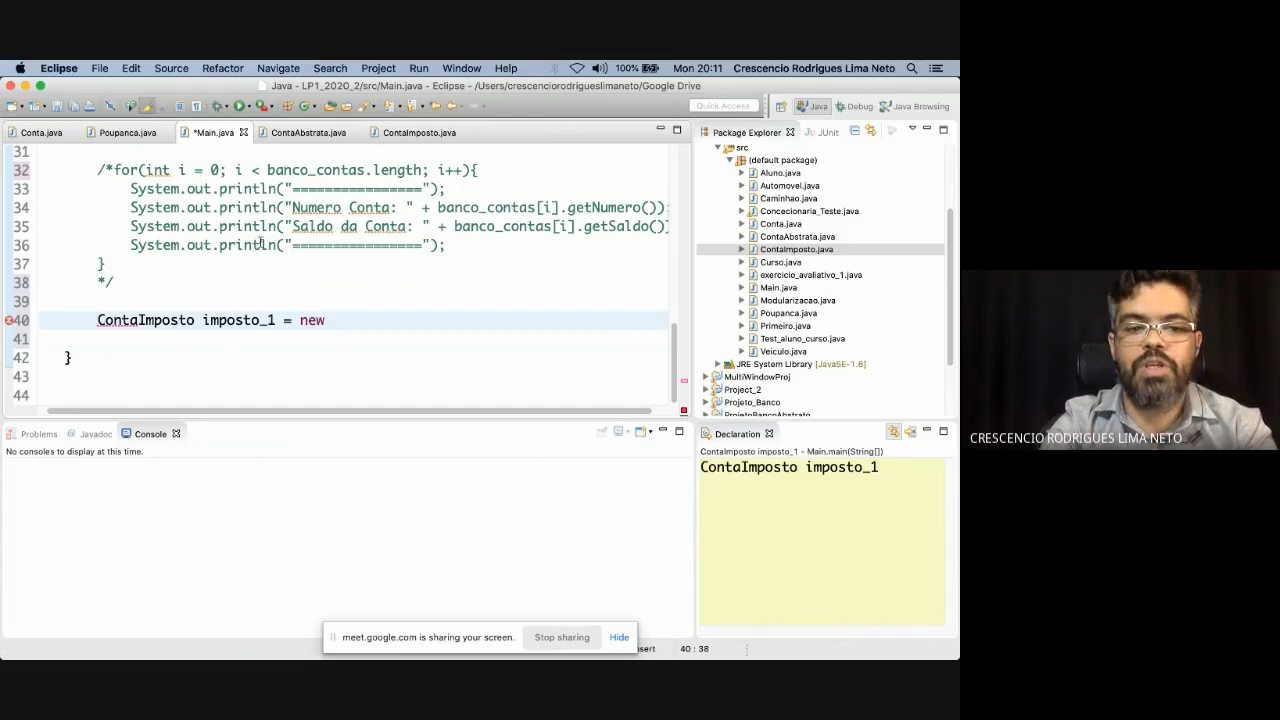 Eclipse File Edit Source Refactor Navigate Search Project Run Window Help 100% Mon 20:11 Crescencio Rodrigues Lima Neto
Java - LP1_2020_2/src/Main.java - Eclipse - /Users/crescenciorodrigueslimaneto/Google Drive
Quick Access Java Debug Java Browsing
Conta.java Poupanca.java *Main.java ContaAbstrata.java ContaImposto.java
31
32 /*for(int i = 0; i < banco_contas.length; i++){
33 System.out.println("================");
34 System.out.println("Numero Conta: " + banco_contas[i].getNumero());
35 System.out.println("Saldo da Conta: " + banco_contas[i].getSaldo()
36 System.out.println("================");
37 }
38 */
39
40 ContaImposto imposto_1 = new
41
42 }
43
44
Package Explorer JUnit
src
(default package)
Aluno.java
Automovel.java
Caminhao.java
Concecionaria_Teste.java
Conta.java
ContaAbstrata.java
ContaImposto.java
Curso.java
exercicio_avaliativo_1.java
Main.java
Modularizacao.java
Poupanca.java
Primeiro.java
Test_aluno_curso.java
Veiculo.java
JRE System Library [JavaSE-1.6]
MultiWindowProj
Project_2
Projeto_Banco
ProjetoBancoAbstrato
Problems Javadoc Console
No consoles to display at this time.
Declaration
ContaImposto imposto_1 - Main.main(String[])
ContaImposto imposto_1
meet.google.com is sharing your screen. Stop sharing Hide
40 : 38
CRESCENCIO RODRIGUES LIMA NETO